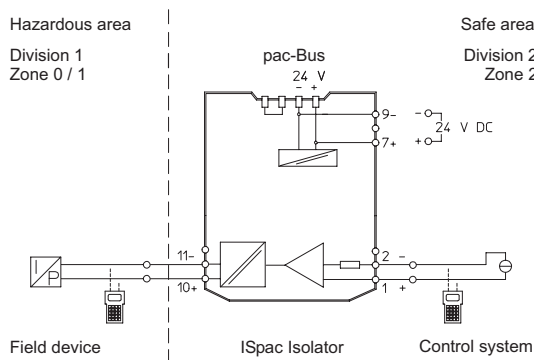 Hazardous area
Safe area
Division 1
Zone 0 / 1
pac-Bus
Division 2
Zone 2
24 V
- +
9-
-
24 V DC
7+
+
11-
2 -
I
P
10+
1 +
Field device
ISpac Isolator
Control system